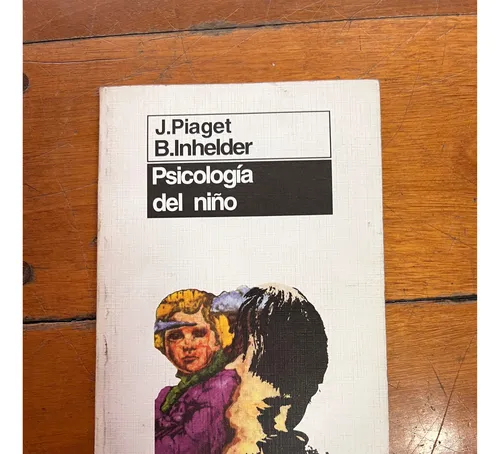 J.Piaget
B.Inhelder
Psicología
del niño